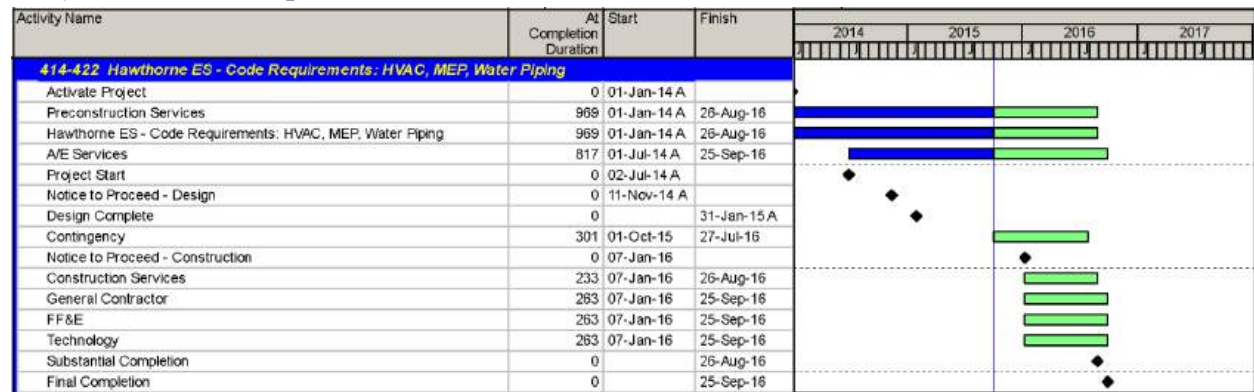 Activity Name At Completion Duration Start Finish
2014 2015 2016 2017
J J J J J J J
414-422 Hawthorne ES - Code Requirements: HVAC, MEP, Water Piping
Activate Project 0 01-Jan-14 A
Preconstruction Services 969 01-Jan-14 A 26-Aug-16
Hawthorne ES - Code Requirements: HVAC, MEP, Water Piping 969 01-Jan-14 A 26-Aug-16
A/E Services 817 01-Jul-14 A 25-Sep-16
Project Start 0 02-Jul-14 A
Notice to Proceed - Design 0 11-Nov-14 A
Design Complete 0 31-Jan-15 A
Contingency 301 01-Oct-15 27-Jul-16
Notice to Proceed - Construction 0 07-Jan-16
Construction Services 233 07-Jan-16 26-Aug-16
General Contractor 263 07-Jan-16 25-Sep-16
FF&E 263 07-Jan-16 25-Sep-16
Technology 263 07-Jan-16 25-Sep-16
Substantial Completion 0 26-Aug-16
Final Completion 0 25-Sep-16